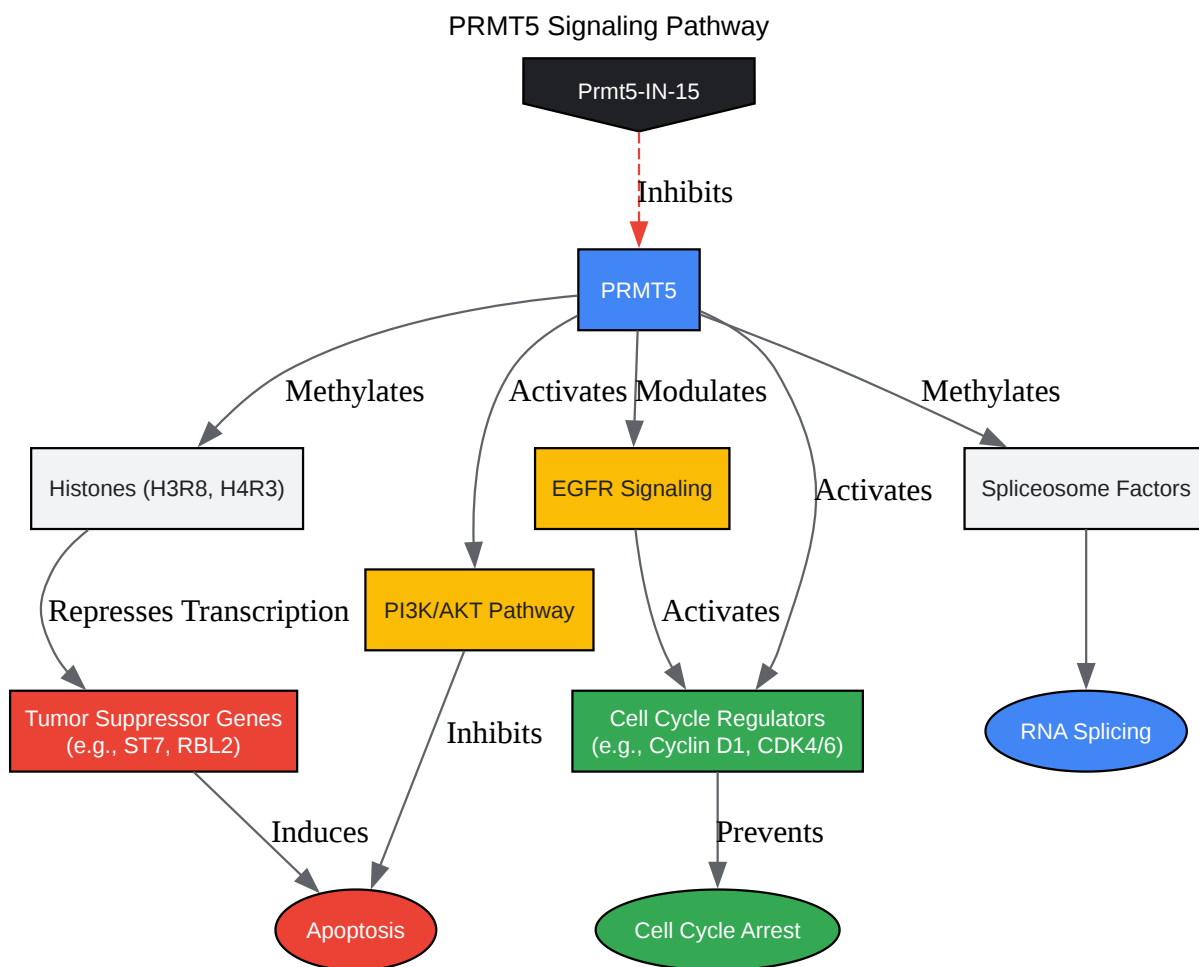 PRMT5 Signaling Pathway
Prmt5-IN-15
Inhibits
PRMT5
Methylates
Activates
Modulates
Methylates
Histones (H3R8, H4R3)
EGFR Signaling
Activates
Spliceosome Factors
Represses Transcription
PI3K/AKT Pathway
Activates
Tumor Suppressor Genes
(e.g., ST7, RBL2)
Inhibits
Cell Cycle Regulators
(e.g., Cyclin D1, CDK4/6)
RNA Splicing
Induces
Prevents
Apoptosis
Cell Cycle Arrest